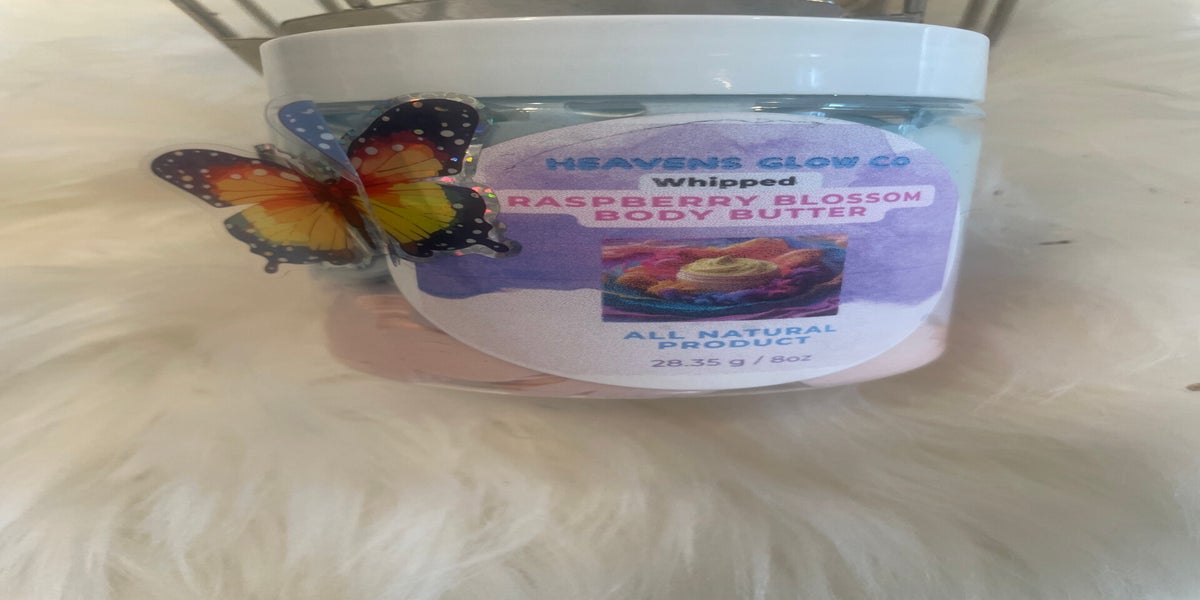 HEAVENS GLOW CO
Whipped
RASPBERRY BLOSSOM
BODY BUTTER
ALL NATURAL
PRODUCT
28.35 g / 8oz